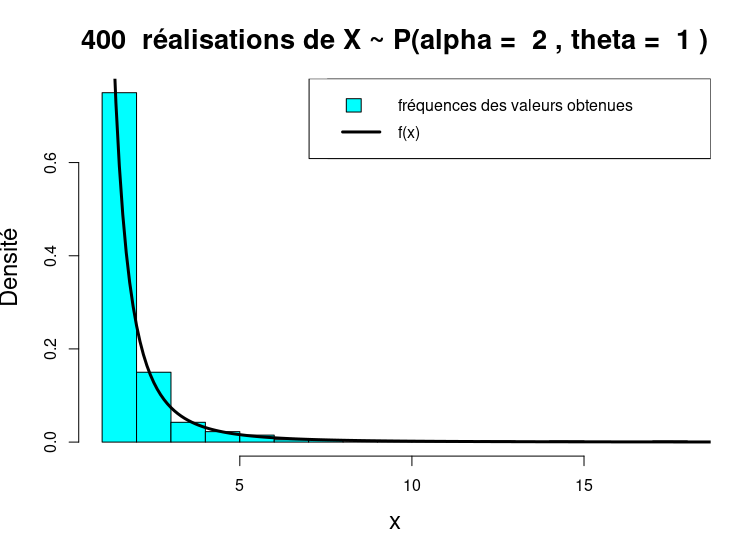 400 réalisations de X ~ P(alpha = 2 , theta = 1 )
fréquences des valeurs obtenues
f(x)
Densité
0.6
0.4
0.2
0.0
5 10 15
x